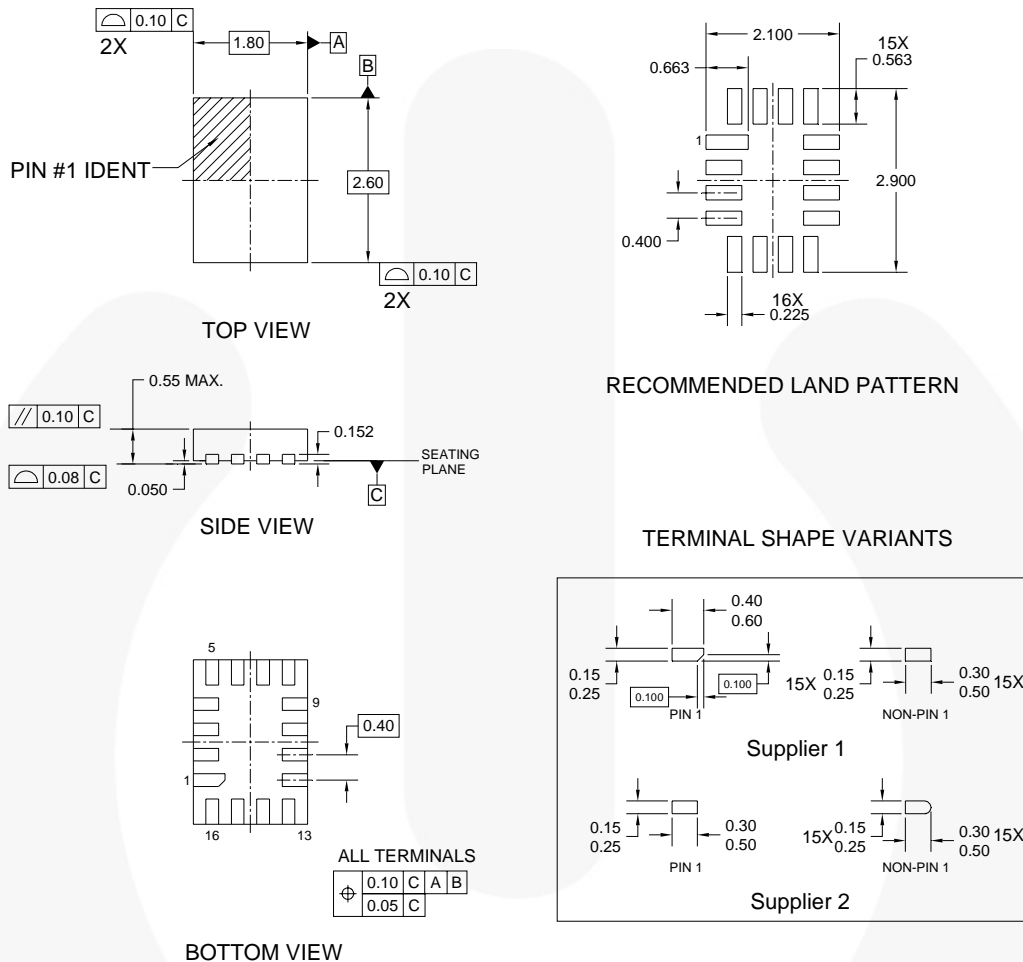 ⌓ 0.10 C
2X
1.80
A
B
PIN #1 IDENT
2.60
⌓ 0.10 C
2X
TOP VIEW
2.100
0.663
15X
0.563
1
2.900
0.400
16X
0.225
RECOMMENDED LAND PATTERN
0.55 MAX.
// 0.10 C
0.152
SEATING
PLANE
⌓ 0.08 C
0.050
C
SIDE VIEW
TERMINAL SHAPE VARIANTS
0.40
0.60
0.15
0.25
0.100
0.100
PIN 1
15X 0.15
0.25
0.30
0.50 15X
NON-PIN 1
Supplier 1
0.15
0.25
0.30
0.50
PIN 1
15X 0.15
0.25
0.30
0.50 15X
NON-PIN 1
Supplier 2
5
9
0.40
1
16
13
ALL TERMINALS
⌖ 0.10 C A B
0.05 C
BOTTOM VIEW